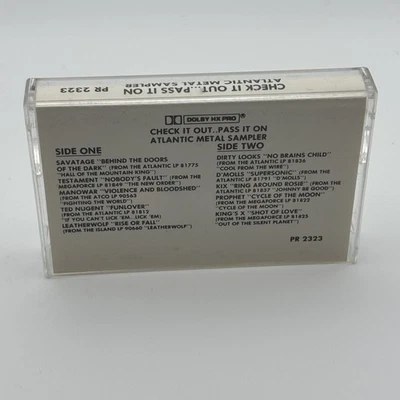 CHECK IT OUT...PASS IT ON
ATLANTIC METAL SAMPLER
PR 2323
DOLBY HX PRO
CHECK IT OUT..PASS IT ON
ATLANTIC METAL SAMPLER
SIDE ONE
SAVATAGE "BEHIND THE DOORS
OF THE DARK" (FROM THE ATLANTIC LP 81775
"HALL OF THE MOUNTAIN KING")
TESTAMENT "NOBODY'S FAULT" (FROM THE
MEGAFORCE LP 81849 "THE NEW ORDER")
MANOWAR "VIOLENCE AND BLOODSHED"
(FROM THE ATCO LP 90563
"FIGHTING THE WORLD")
TED NUGENT "FUNLOVER"
(FROM THE ATLANTIC LP 81812
"IF YOU CAN'T LICK 'EM, LICK 'EM)
LEATHERWOLF "RISE OR FALL"
(FROM THE ISLAND LP 90660 "LEATHERWOLF")
SIDE TWO
DIRTY LOOKS "NO BRAINS CHILD"
(FROM THE ATLANTIC LP 81836
"COOL FROM THE WIRE")
D'MOLLS "SUPERSONIC" (FROM THE
ATLANTIC LP 81791 "D'MOLLS")
KIX "RING AROUND ROSIE" (FROM THE
ATLANTIC LP 81837 "JOHNNY BE GOOD")
PROPHET "CYCLE OF THE MOON"
(FROM THE MEGAFORCE LP 81822
"CYCLE OF THE MOON")
KING'S X "SHOT OF LOVE"
(FROM THE MEGAFORCE LP 81825
"OUT OF THE SILENT PLANET")
PR 2323